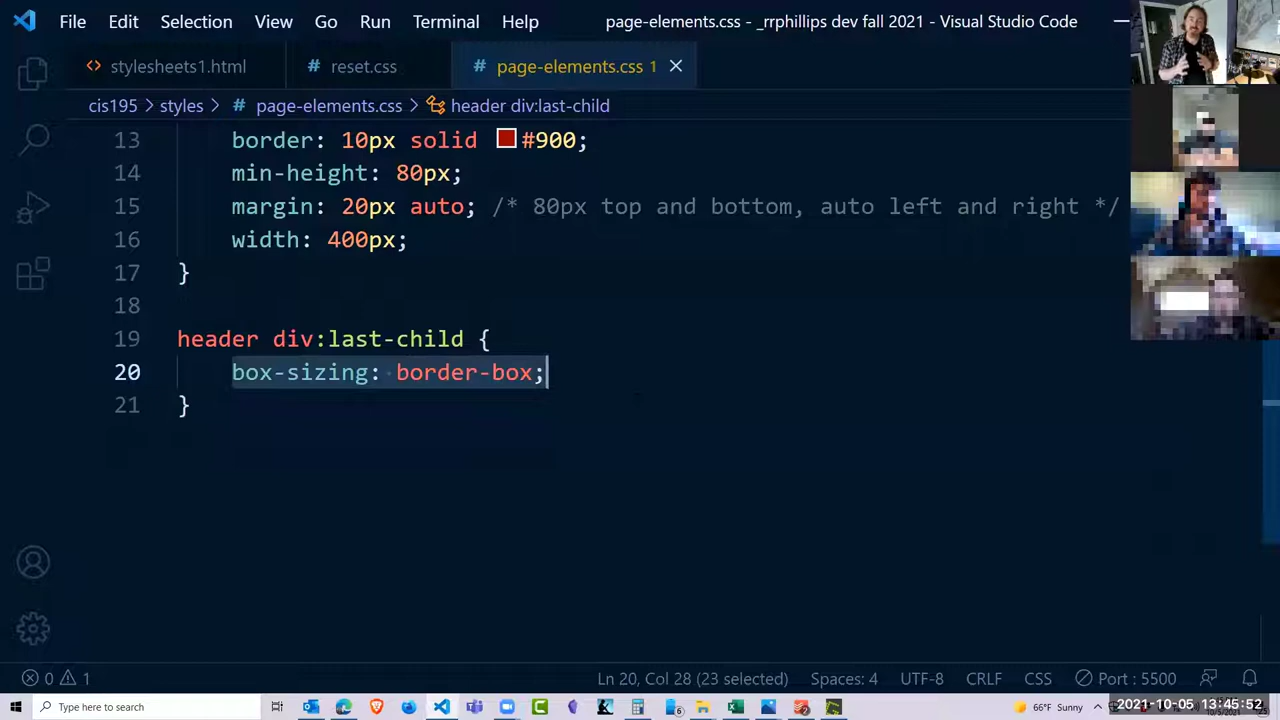 File Edit Selection View Go Run Terminal Help page-elements.css - _rrphillips dev fall 2021 - Visual Studio Code
<> stylesheets1.html # reset.css # page-elements.css 1
cis195 > styles > # page-elements.css > header div:last-child
13 border: 10px solid #900;
14 min-height: 80px;
15 margin: 20px auto; /* 80px top and bottom, auto left and right */
16 width: 400px;
17 }
18
19 header div:last-child {
20 box-sizing: border-box;
21 }
0 1 Ln 20, Col 28 (23 selected) Spaces: 4 UTF-8 CRLF CSS Port : 5500
Type here to search 66°F Sunny 2021-10-05 13:45:52